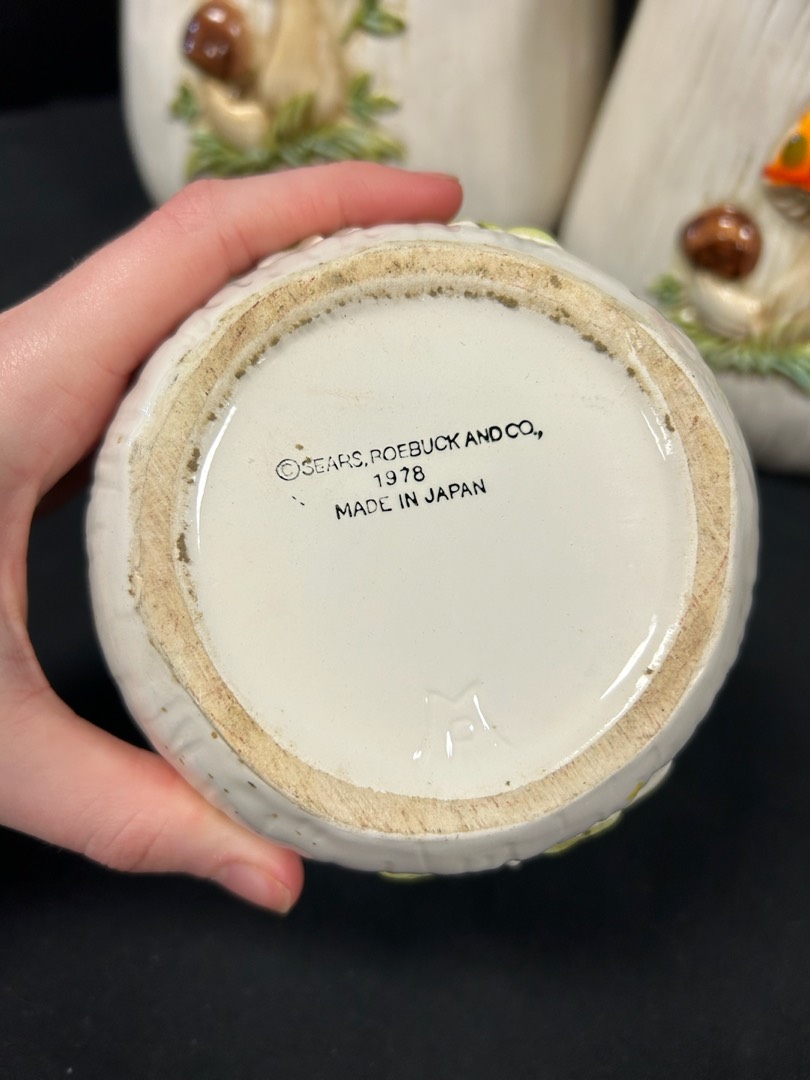 ©SEARS, ROEBUCK AND CO.,
1978
MADE IN JAPAN